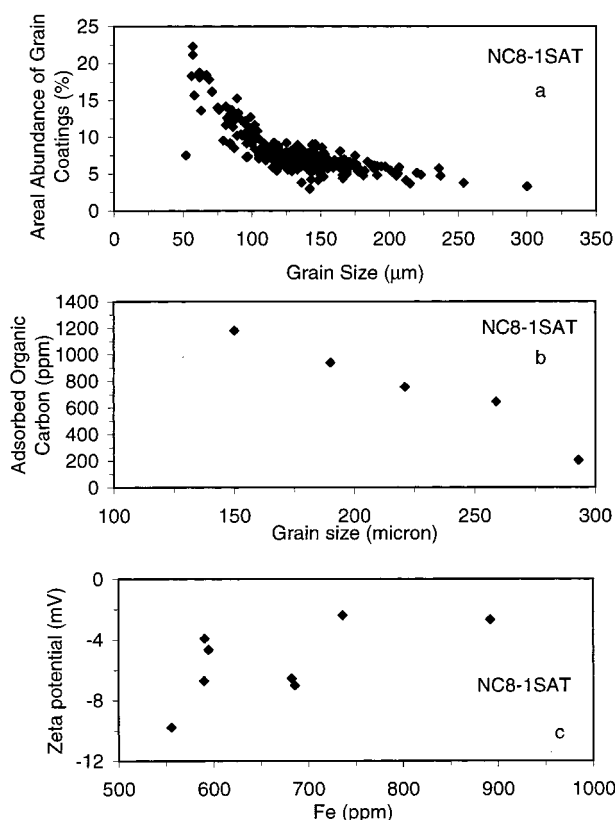 25
20
15
10
5
0
Areal Abundance of Grain
Coatings (%)
NC8-1SAT
a
0 50 100 150 200 250 300 350
Grain Size (μm)
1400
1200
1000
800
600
400
200
0
Adsorbed Organic
Carbon (ppm)
NC8-1SAT
b
100 150 200 250 300
Grain size (micron)
0
-4
-8
-12
Zeta potential (mV)
NC8-1SAT
c
500 600 700 800 900 1000
Fe (ppm)